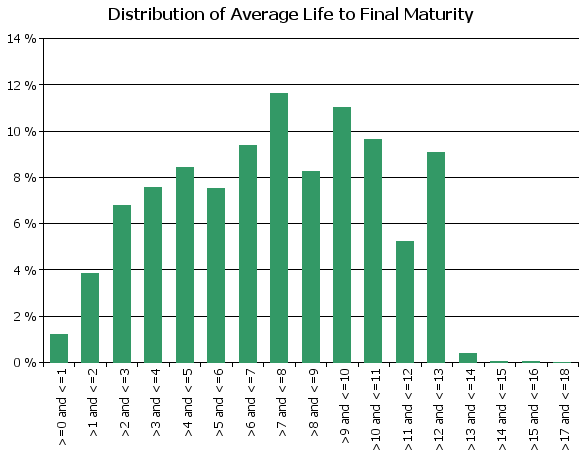 Distribution of Average Life to Final Maturity
14 %
12 %
10 %
8 %
6 %
4 %
2 %
0 %
>=0 and <=1
>1 and <=2
>2 and <=3
>3 and <=4
>4 and <=5
>5 and <=6
>6 and <=7
>7 and <=8
>8 and <=9
>9 and <=10
>10 and <=11
>11 and <=12
>12 and <=13
>13 and <=14
>14 and <=15
>15 and <=16
>17 and <=18